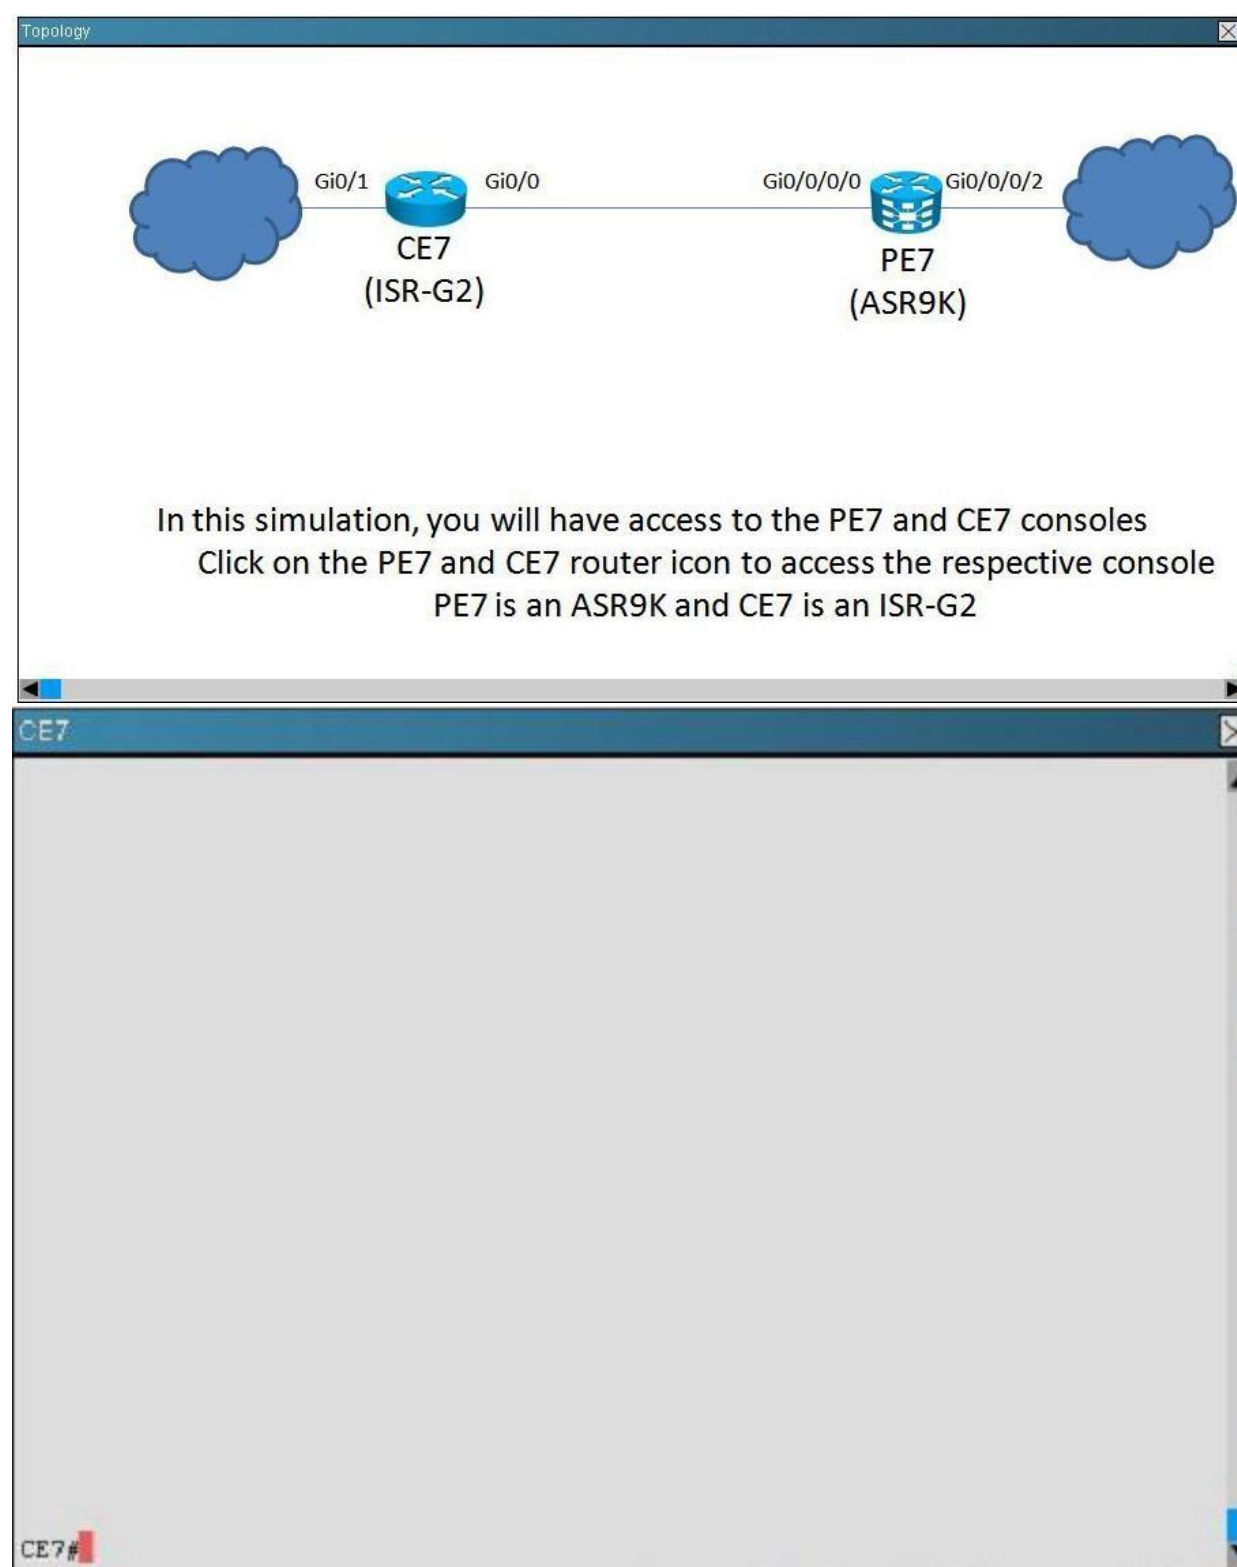 Topology
Gi0/1 Gi0/0 Gi0/0/0/0 Gi0/0/0/2
CE7
(ISR-G2)
PE7
(ASR9K)
In this simulation, you will have access to the PE7 and CE7 consoles
Click on the PE7 and CE7 router icon to access the respective console
PE7 is an ASR9K and CE7 is an ISR-G2
CE7
CE7#